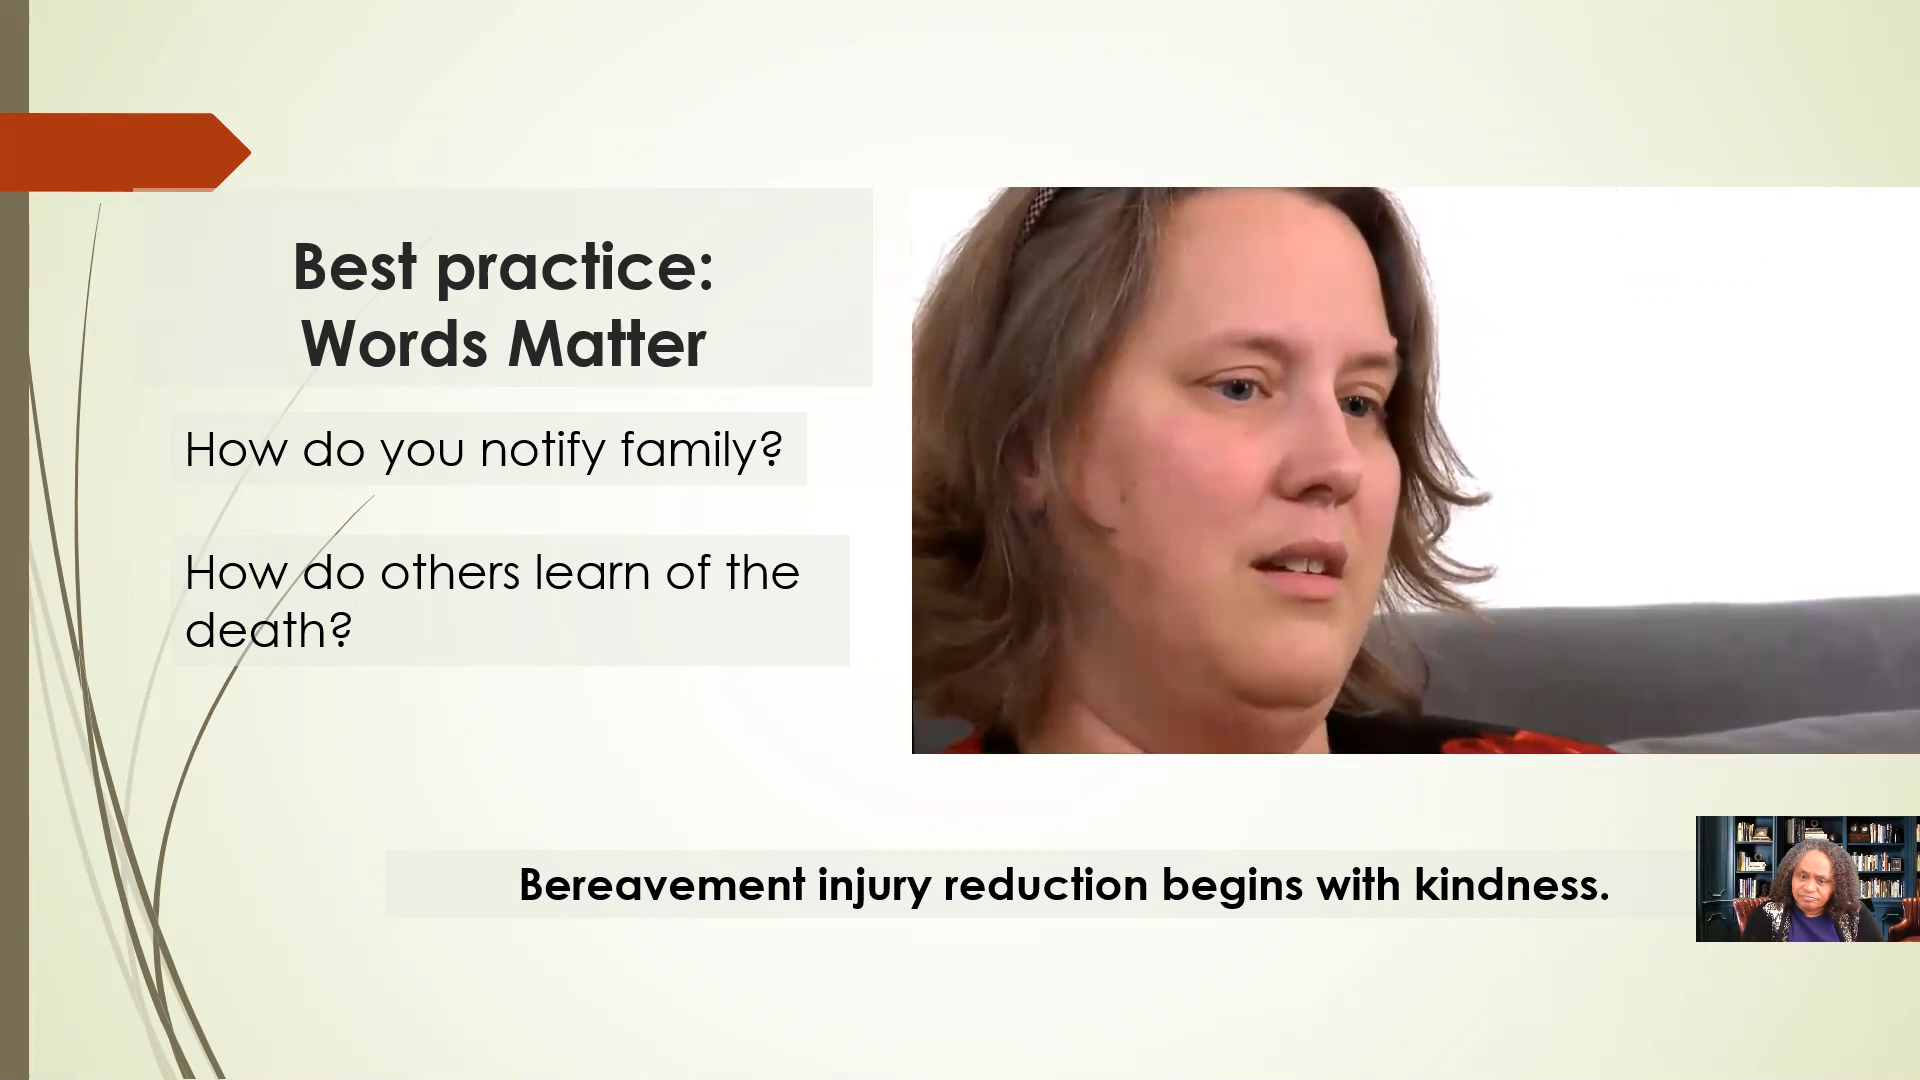 Best practice:
Words Matter
How do you notify family?
How do others learn of the
death?
Bereavement injury reduction begins with kindness.